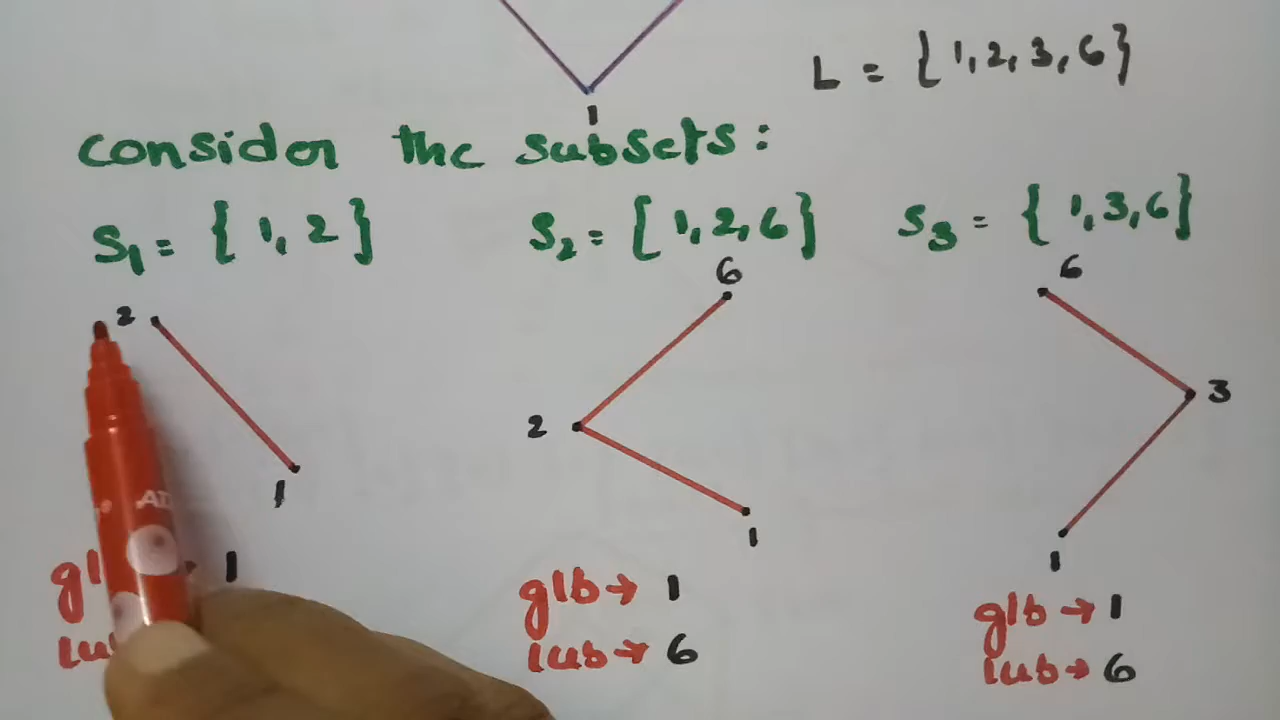 L = {1, 2, 3, 6}
1
consider the subsets:
S1 = {1, 2} S2 = {1, 2, 6} S3 = {1, 3, 6}
2 6 6
2 3
1
1 1
1 glb → 1 glb → 1
lub → 6 lub → 6